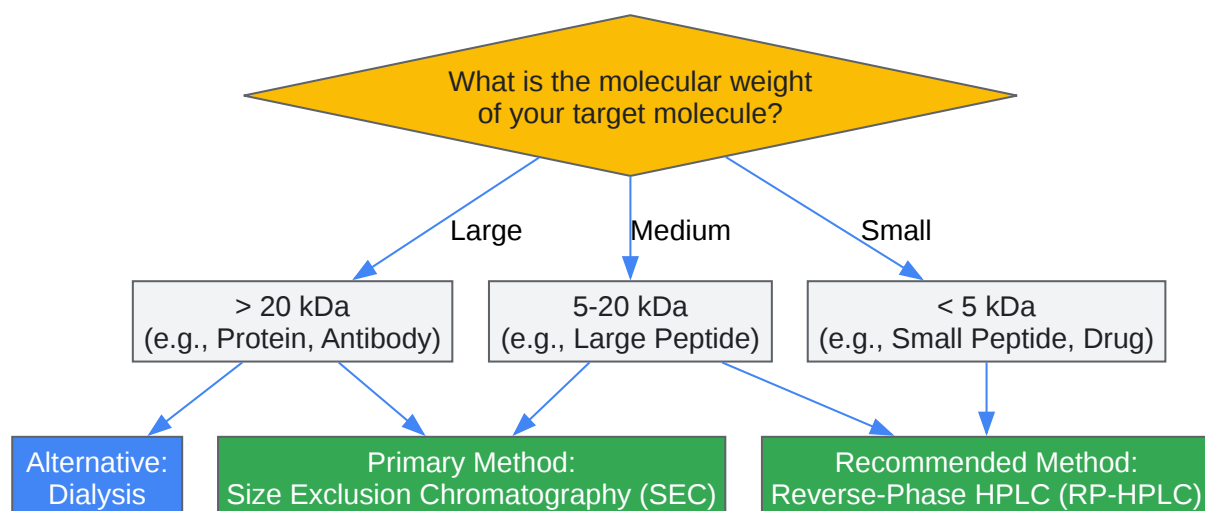 What is the molecular weight
of your target molecule?
Large
Medium
Small
> 20 kDa
(e.g., Protein, Antibody)
5-20 kDa
(e.g., Large Peptide)
< 5 kDa
(e.g., Small Peptide, Drug)
Alternative:
Dialysis
Primary Method:
Size Exclusion Chromatography (SEC)
Recommended Method:
Reverse-Phase HPLC (RP-HPLC)